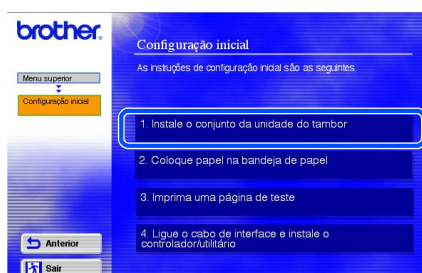 brother.
Configuração inicial
As instuções de configuração inicial são as seguintes.
Menu superior
Configuração inicial
1. Instale o conjunto da unidade do tambor
2. Coloque papel na bandeja de papel
3. Imprima uma página de teste
4. Ligue o cabo de interface e instale o
controlador/utilitário
Anterior
Sair